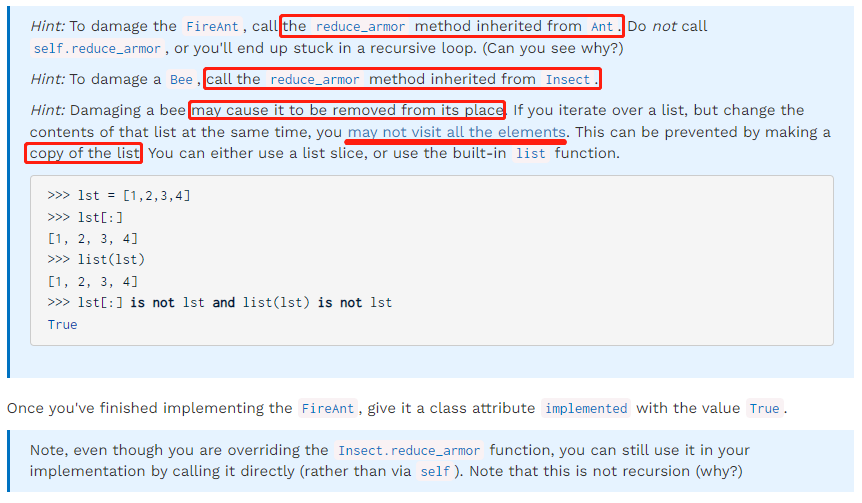 Hint: To damage the FireAnt, call the reduce_armor method inherited from Ant. Do not call
self.reduce_armor, or you'll end up stuck in a recursive loop. (Can you see why?)
Hint: To damage a Bee, call the reduce_armor method inherited from Insect.
Hint: Damaging a bee may cause it to be removed from its place. If you iterate over a list, but change the
contents of that list at the same time, you may not visit all the elements. This can be prevented by making a
copy of the list. You can either use a list slice, or use the built-in list function.
>>> lst = [1,2,3,4]
>>> lst[:]
[1, 2, 3, 4]
>>> list(lst)
[1, 2, 3, 4]
>>> lst[:] is not lst and list(lst) is not lst
True
Once you've finished implementing the FireAnt, give it a class attribute implemented with the value True.
Note, even though you are overriding the Insect.reduce_armor function, you can still use it in your
implementation by calling it directly (rather than via self). Note that this is not recursion (why?)